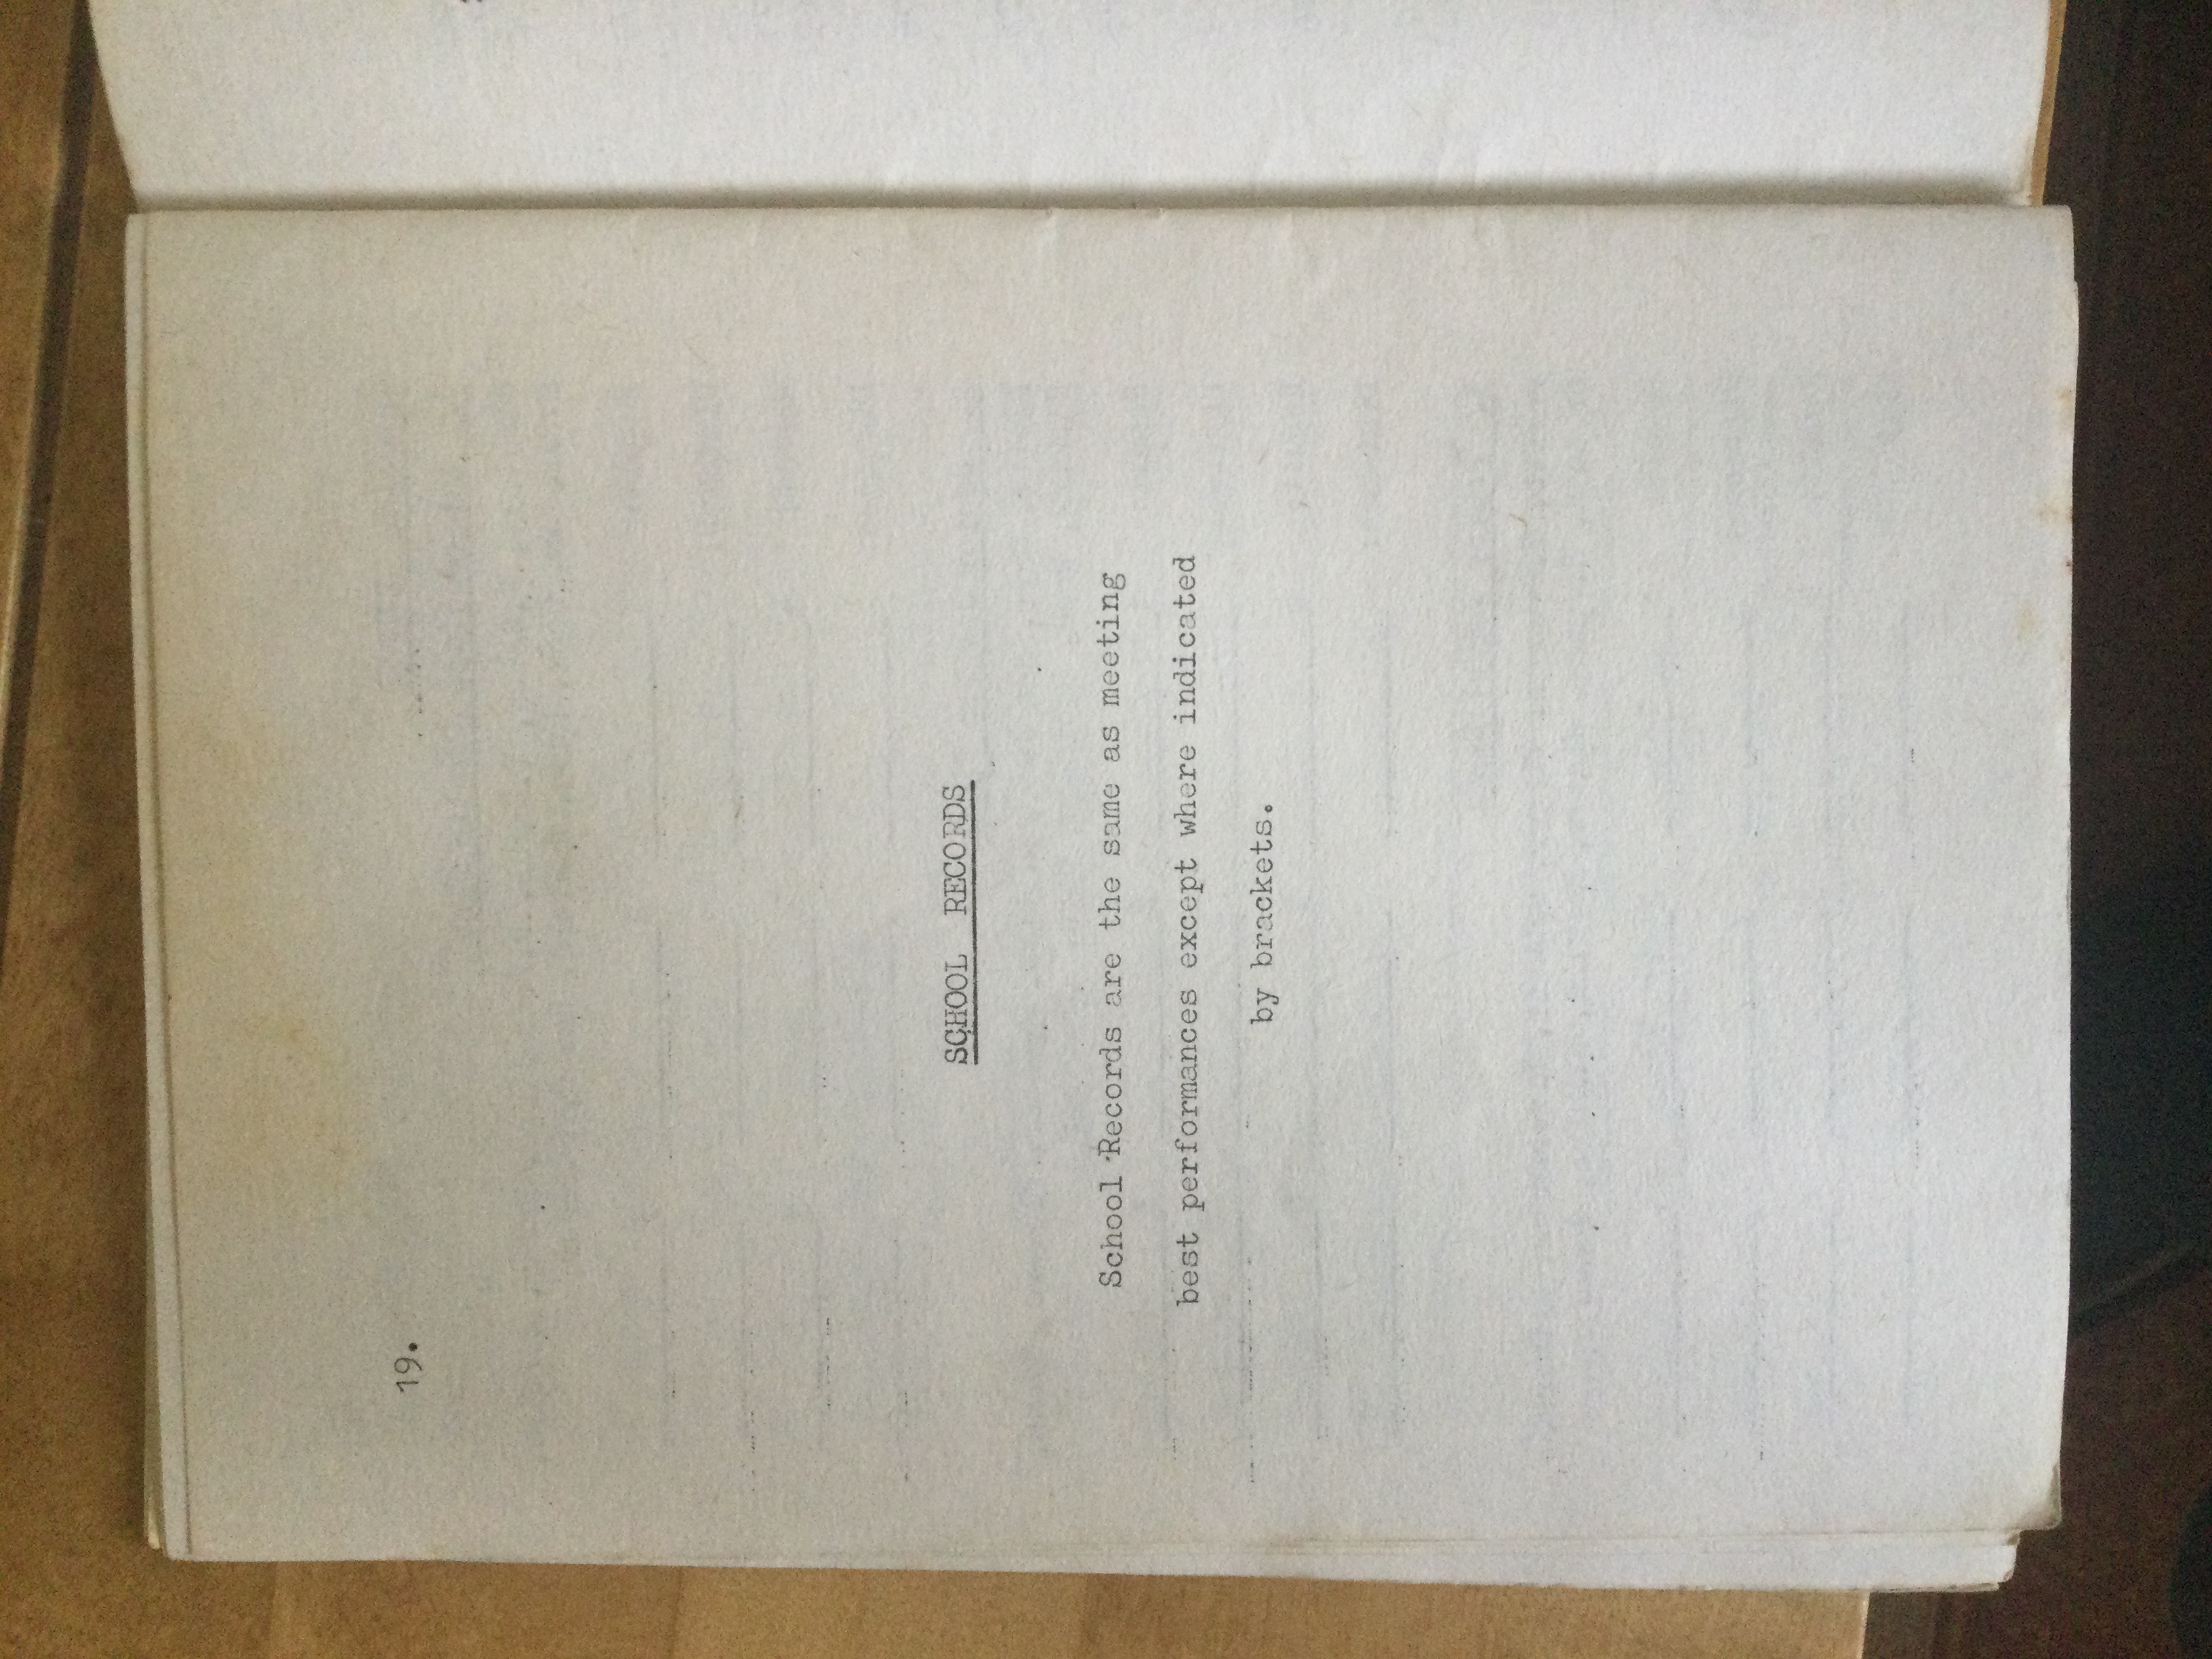 19.
SCHOOL RECORDS
School Records are the same as meeting
best performances except where indicated
by brackets.